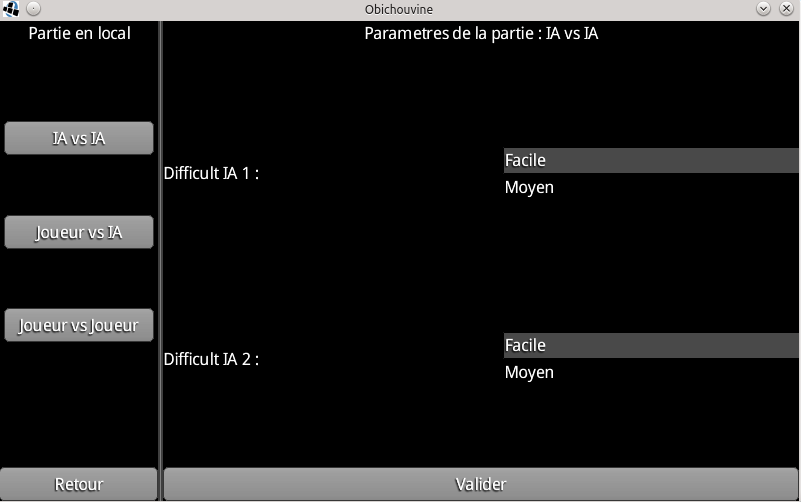 Obichouvine
Partie en local
Parametres de la partie : IA vs IA
IA vs IA
Joueur vs IA
Joueur vs Joueur
Difficult IA 1 :
Facile
Moyen
Difficult IA 2 :
Facile
Moyen
Retour
Valider